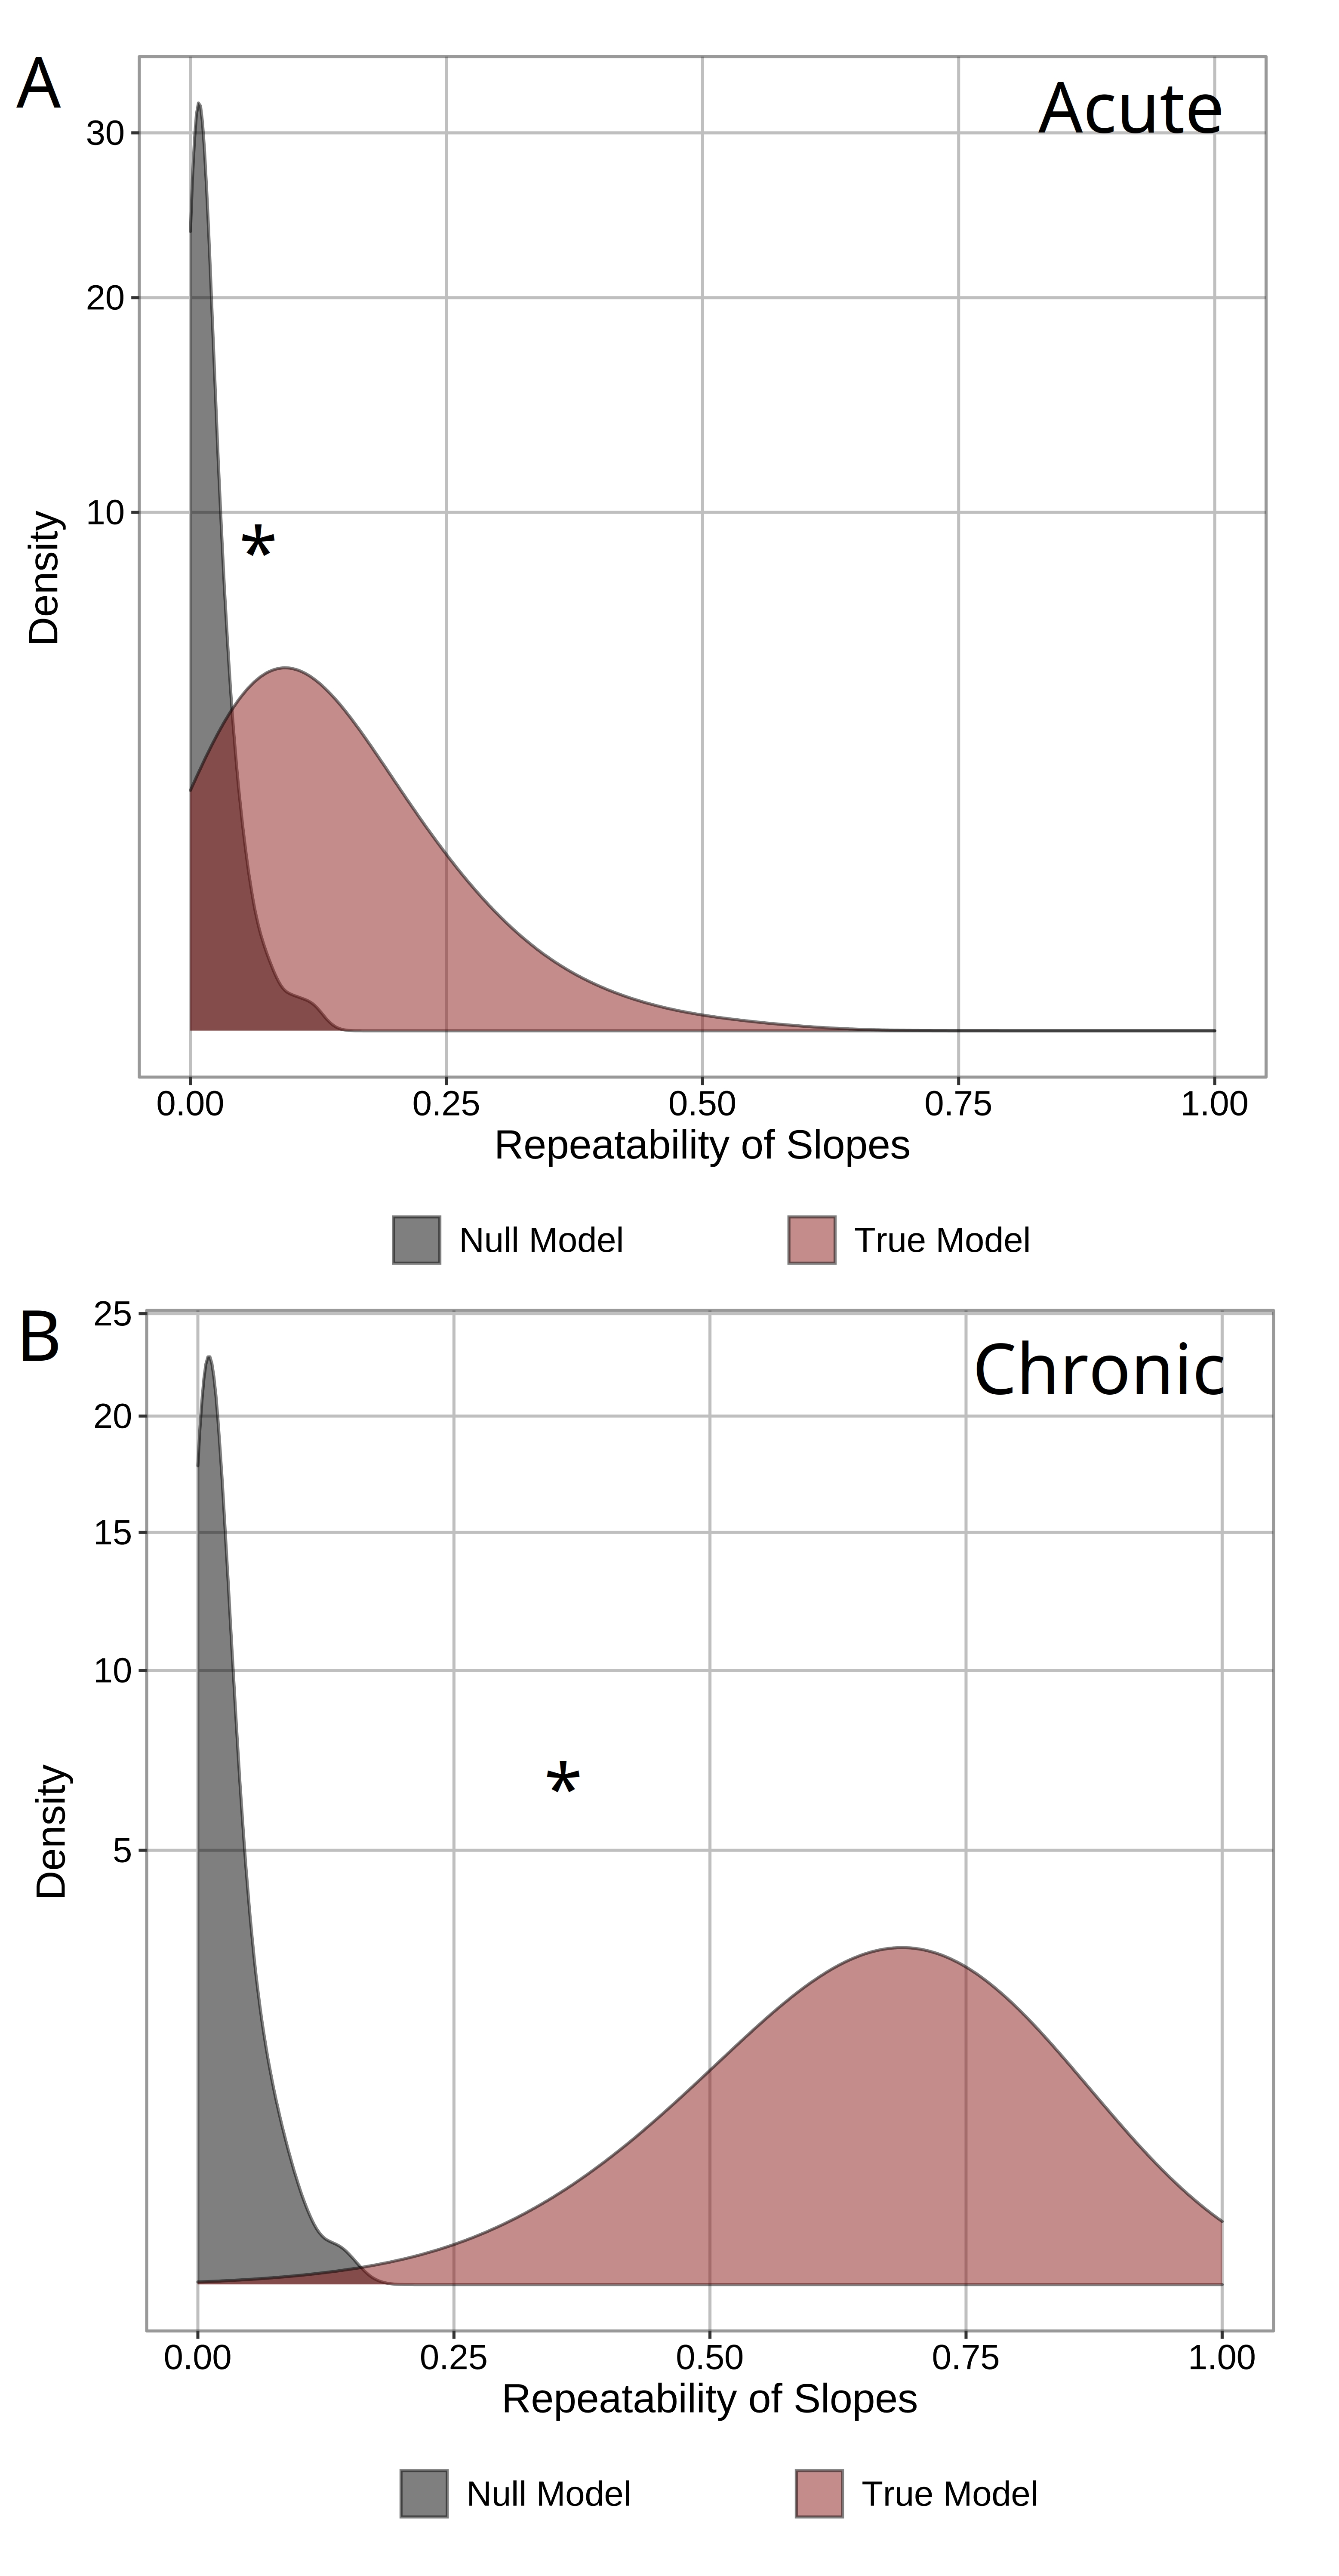 A
Acute
30
20
10
*
Density
0.00 0.25 0.50 0.75 1.00
Repeatability of Slopes
Null Model True Model
B
Chronic
25
20
15
10
5
*
Density
0.00 0.25 0.50 0.75 1.00
Repeatability of Slopes
Null Model True Model